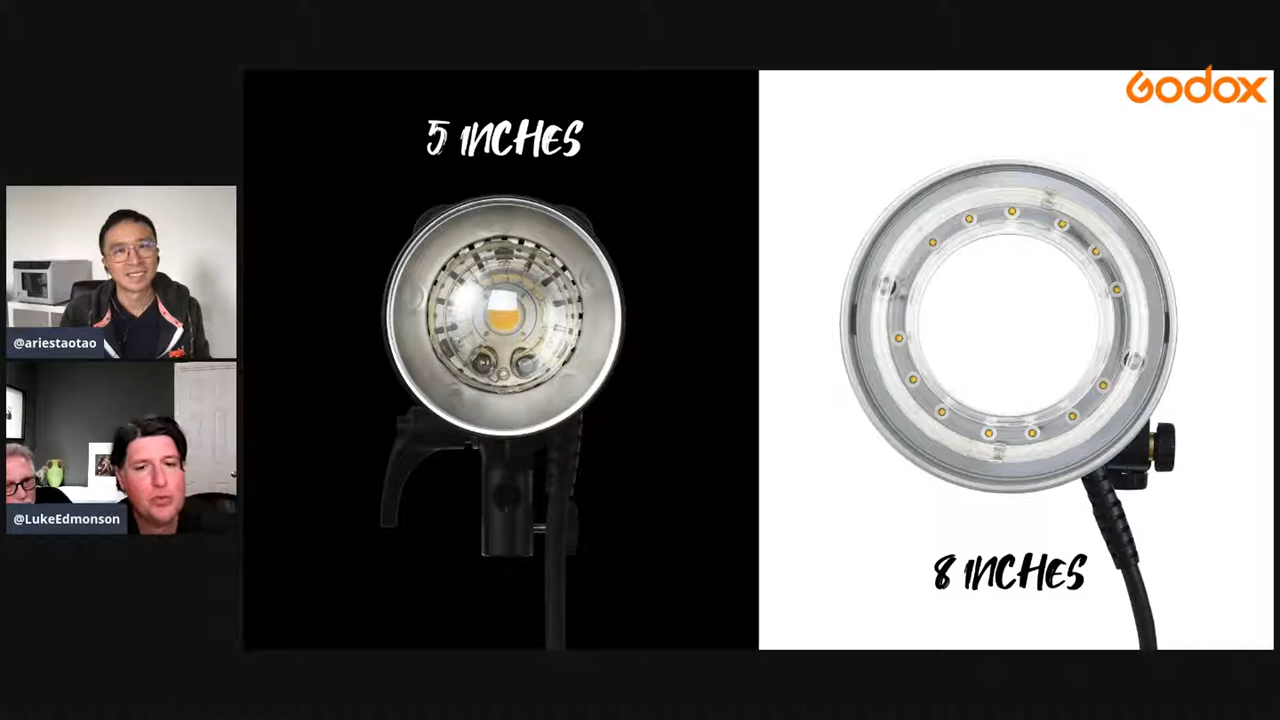 Godox
5 INCHES
8 INCHES
@ariestaotao
@LukeEdmonson